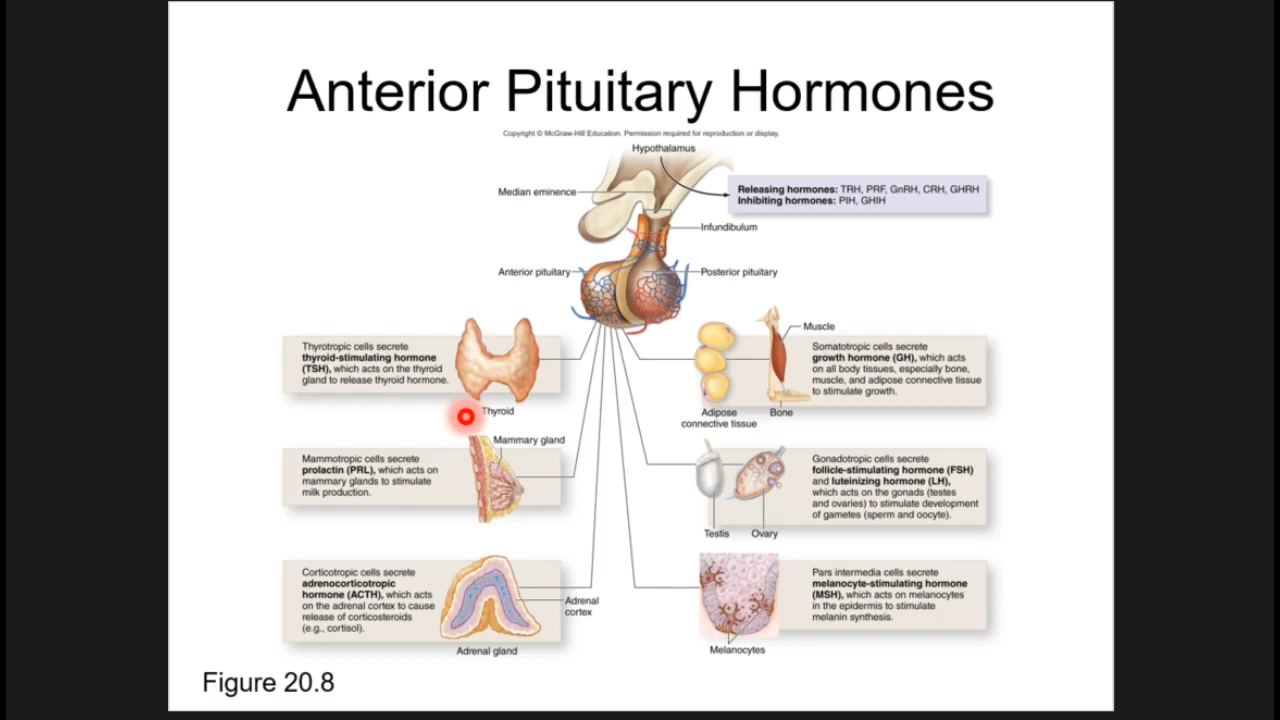 Anterior Pituitary Hormones
Copyright © McGraw-Hill Education. Permission required for reproduction or display.
Hypothalamus
Median eminence
Releasing hormones: TRH, PRF, GnRH, CRH, GHRH
Inhibiting hormones: PIH, GHIH
Infundibulum
Anterior pituitary
Posterior pituitary
Thyrotropic cells secrete
thyroid-stimulating hormone
(TSH), which acts on the thyroid
gland to release thyroid hormone.
Thyroid
Muscle
Somatotropic cells secrete
growth hormone (GH), which acts
on all body tissues, especially bone,
muscle, and adipose connective tissue
to stimulate growth.
Adipose
connective tissue
Bone
Mammary gland
Mammotropic cells secrete
prolactin (PRL), which acts on
mammary glands to stimulate
milk production.
Gonadotropic cells secrete
follicle-stimulating hormone (FSH)
and luteinizing hormone (LH),
which acts on the gonads (testes
and ovaries) to stimulate development
of gametes (sperm and oocyte).
Testis
Ovary
Corticotropic cells secrete
adrenocorticotropic
hormone (ACTH), which acts
on the adrenal cortex to cause
release of corticosteroids
(e.g., cortisol).
Adrenal
cortex
Adrenal gland
Pars intermedia cells secrete
melanocyte-stimulating hormone
(MSH), which acts on melanocytes
in the epidermis to stimulate
melanin synthesis.
Melanocytes
Figure 20.8